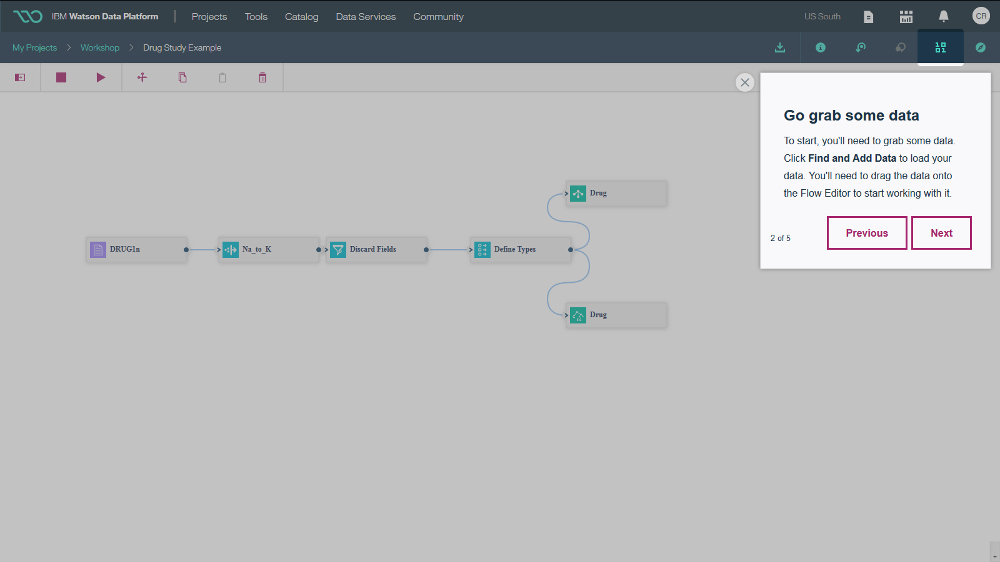 IBM Watson Data Platform
Projects
Tools
Catalog
Data Services
Community
US South
CR
My Projects
Workshop
Drug Study Example
Go grab some data
To start, you'll need to grab some data.
Click Find and Add Data to load your
data. You'll need to drag the data onto
the Flow Editor to start working with it.
2 of 5
Previous
Next
Drug
DRUG1n
Na_to_K
Discard Fields
Define Types
Drug